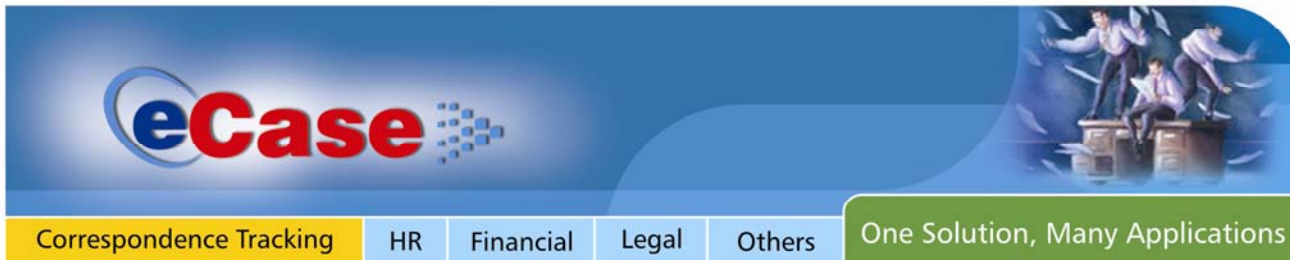 eCase
Correspondence Tracking HR Financial Legal Others One Solution, Many Applications